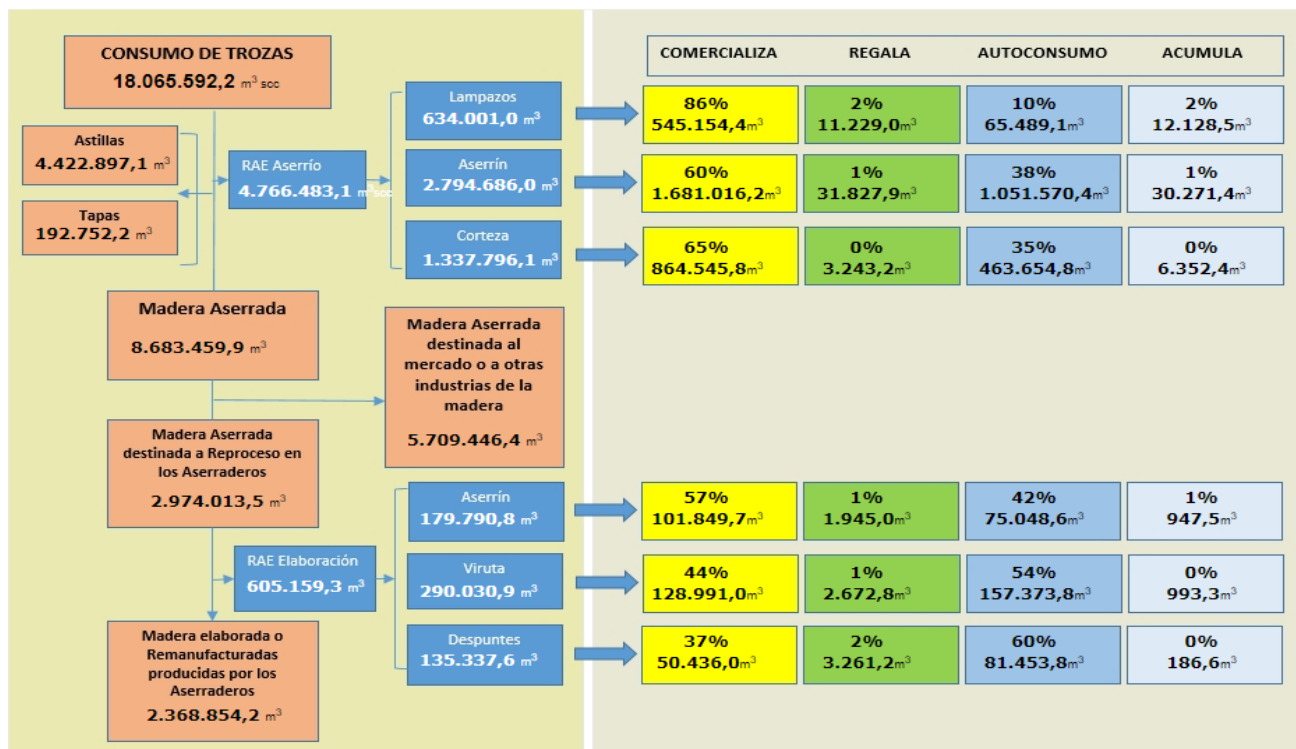 CONSUMO DE TROZAS
18.065.592,2 m³ scc
Astillas
4.422.897,1 m³
Tapas
192.752,2 m³
RAE Aserrío
4.766.483,1 m³scc
Lampazos
634.001,0 m³
Aserrín
2.794.686,0 m³
Corteza
1.337.796,1 m³
COMERCIALIZA REGALA AUTOCONSUMO ACUMULA
86% 2% 10% 2%
545.154,4m³ 11.229,0m³ 65.489,1m³ 12.128,5m³
60% 1% 38% 1%
1.681.016,2m³ 31.827,9m³ 1.051.570,4m³ 30.271,4m³
65% 0% 35% 0%
864.545,8m³ 3.243,2m³ 463.654,8m³ 6.352,4m³
Madera Aserrada
8.683.459,9 m³
Madera Aserrada
destinada al
mercado o a otras
industrias de la
madera
5.709.446,4 m³
Madera Aserrada
destinada a Reproceso en
los Aserraderos
2.974.013,5 m³
RAE Elaboración
605.159,3 m³
Aserrín
179.790,8 m³
Viruta
290.030,9 m³
Despuntes
135.337,6 m³
57% 1% 42% 1%
101.849,7m³ 1.945,0m³ 75.048,6m³ 947,5m³
44% 1% 54% 0%
128.991,0m³ 2.672,8m³ 157.373,8m³ 993,3m³
37% 2% 60% 0%
50.436,0m³ 3.261,2m³ 81.453,8m³ 186,6m³
Madera elaborada o
Remanufacturadas
producidas por los
Aserraderos
2.368.854,2 m³